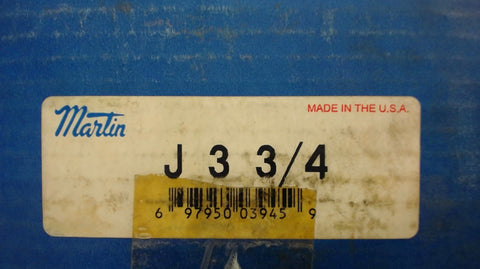 Martin
MADE IN THE U.S.A.
J 3 3/4
6 97950 03945 9